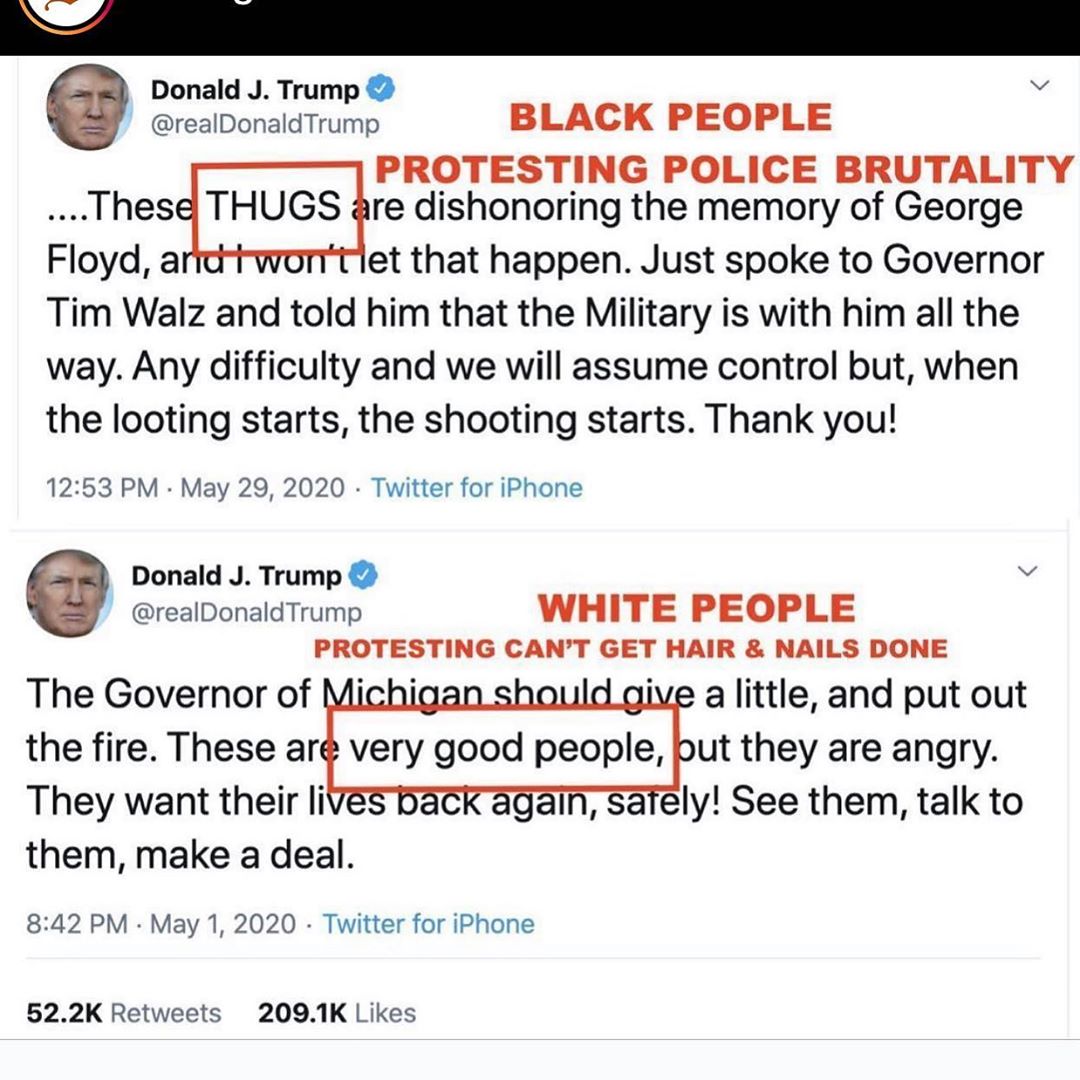 Donald J. Trump
@realDonaldTrump
BLACK PEOPLE
PROTESTING POLICE BRUTALITY
....These THUGS are dishonoring the memory of George
Floyd, and I won't let that happen. Just spoke to Governor
Tim Walz and told him that the Military is with him all the
way. Any difficulty and we will assume control but, when
the looting starts, the shooting starts. Thank you!
12:53 PM · May 29, 2020 · Twitter for iPhone
Donald J. Trump
@realDonaldTrump
WHITE PEOPLE
PROTESTING CAN'T GET HAIR & NAILS DONE
The Governor of Michigan should give a little, and put out
the fire. These are very good people, but they are angry.
They want their lives back again, safely! See them, talk to
them, make a deal.
8:42 PM · May 1, 2020 · Twitter for iPhone
52.2K Retweets 209.1K Likes